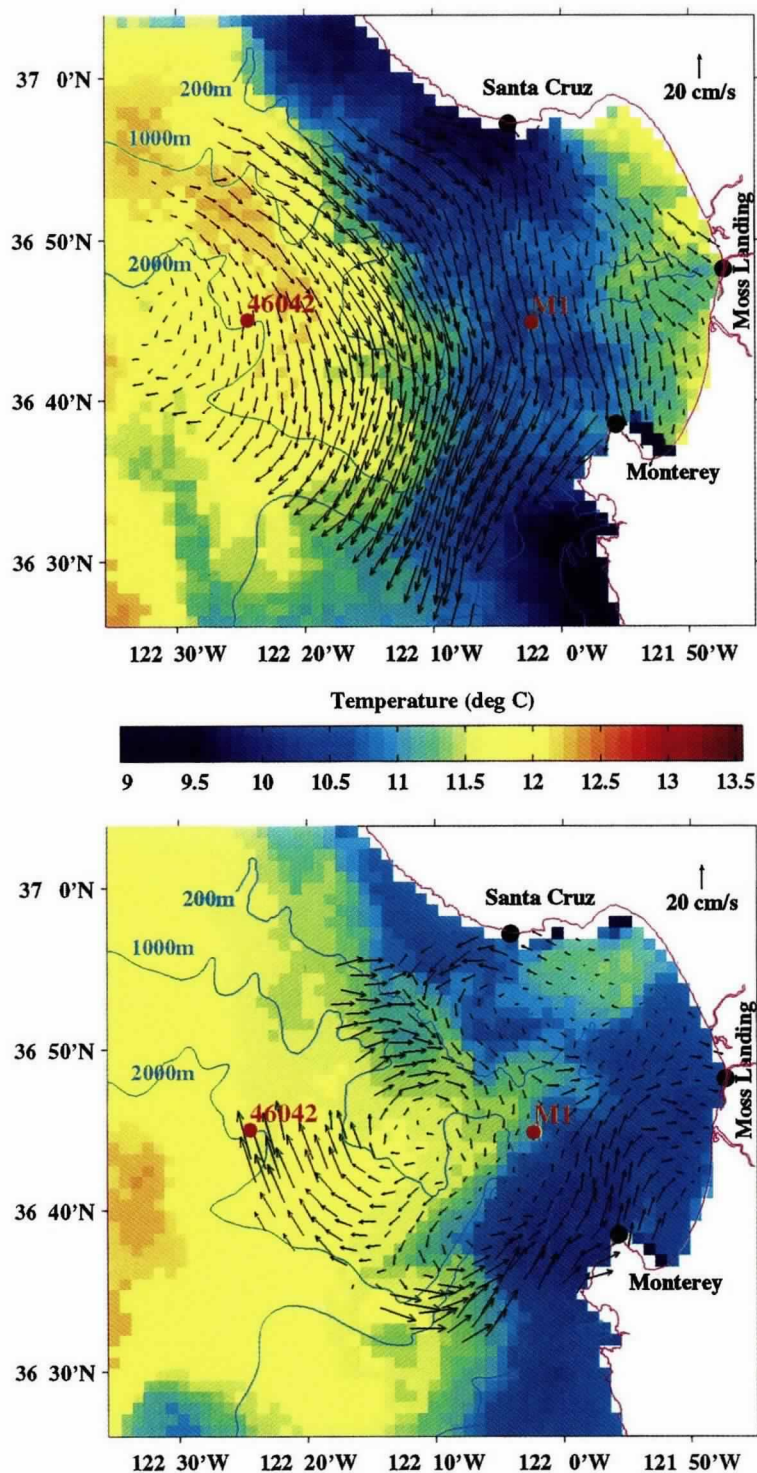 37 0'N
200m
Santa Cruz
20 cm/s
1000m
36 50'N
2000m
46042
M1
Moss Landing
36 40'N
Monterey
36 30'N
122 30'W 122 20'W 122 10'W 122 0'W 121 50'W
Temperature (deg C)
9 9.5 10 10.5 11 11.5 12 12.5 13 13.5
37 0'N
200m
Santa Cruz
20 cm/s
1000m
36 50'N
2000m
46042
M1
Moss Landing
36 40'N
Monterey
36 30'N
122 30'W 122 20'W 122 10'W 122 0'W 121 50'W